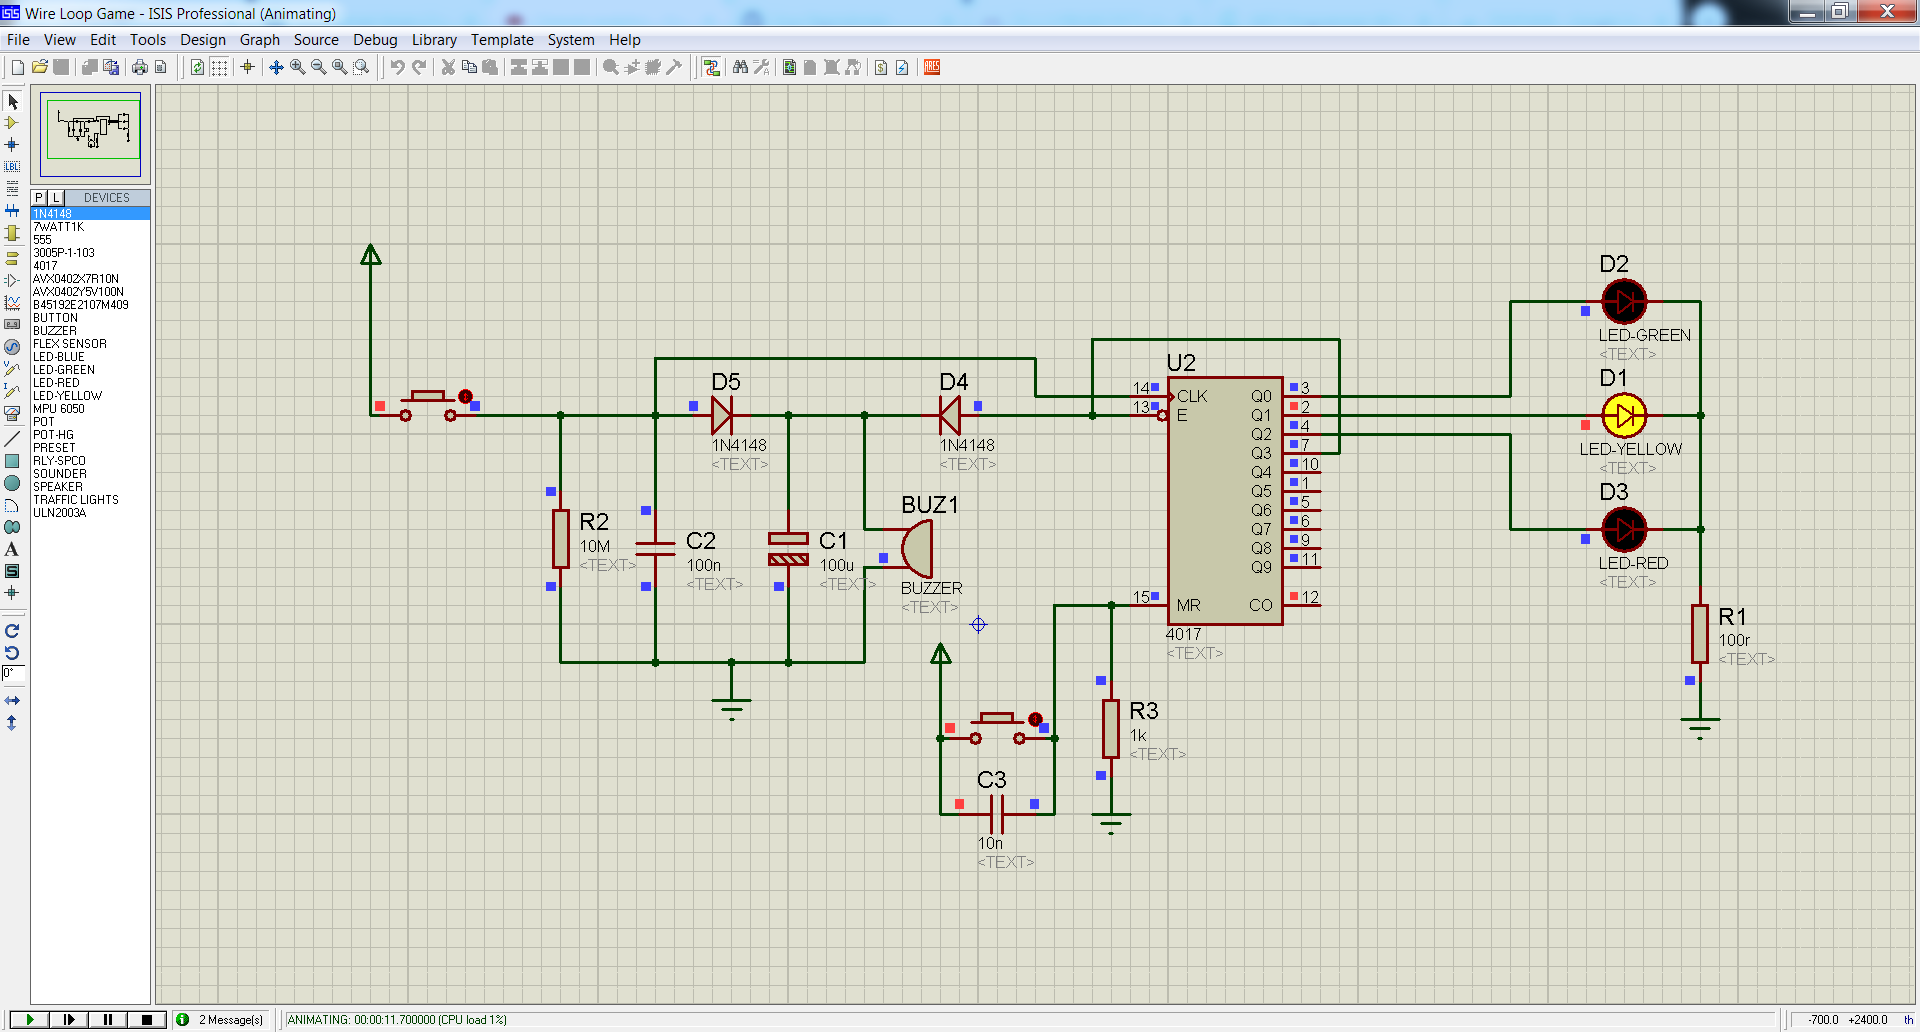 Wire Loop Game - ISIS Professional (Animating)
File View Edit Tools Design Graph Source Debug Library Template System Help
P L DEVICES
1N4148
7WATT1K
555
3005P-1-103
4017
AVX0402X7R10N
AVX0402Y5V100N
B45192E2107M409
BUTTON
BUZZER
FLEX SENSOR
LED-BLUE
LED-GREEN
LED-RED
LED-YELLOW
MPU 6050
POT
POT-HG
PRESET
RLY-SPCO
SOUNDER
SPEAKER
TRAFFIC LIGHTS
ULN2003A
LBL
A
S
0°
ARES
D5
1N4148
<TEXT>
D4
1N4148
<TEXT>
R2
10M
<TEXT>
C2
100n
<TEXT>
C1
100u
<TEXT>
BUZ1
BUZZER
<TEXT>
U2
14 CLK Q0 3
13 E Q1 2
Q2 4
Q3 7
Q4 10
Q5 1
Q6 5
Q7 6
Q8 9
Q9 11
15 MR CO 12
4017
<TEXT>
D2
LED-GREEN
<TEXT>
D1
LED-YELLOW
<TEXT>
D3
LED-RED
<TEXT>
R1
100r
<TEXT>
R3
1k
<TEXT>
C3
10n
<TEXT>
2 Message(s) ANIMATING: 00:00:11.700000 (CPU load 1%) -700.0 +2400.0 th